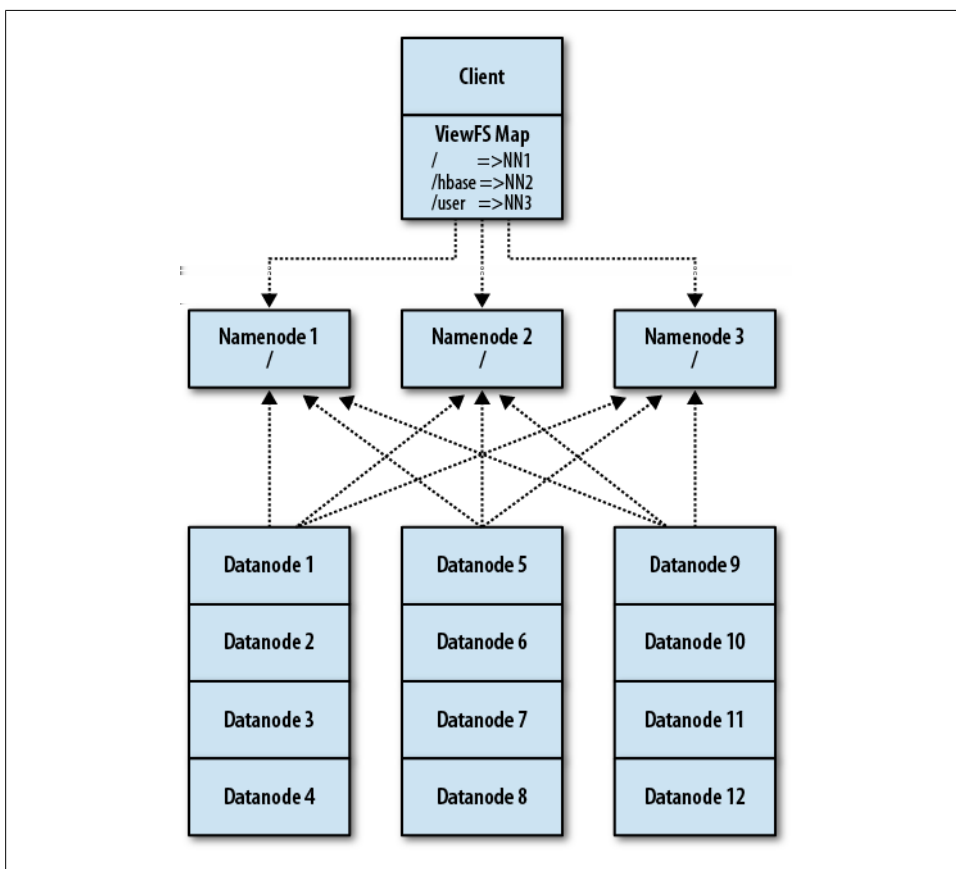 Client
ViewFS Map
/ =>NN1
/hbase =>NN2
/user =>NN3
Namenode 1
/
Namenode 2
/
Namenode 3
/
Datanode 1
Datanode 5
Datanode 9
Datanode 2
Datanode 6
Datanode 10
Datanode 3
Datanode 7
Datanode 11
Datanode 4
Datanode 8
Datanode 12